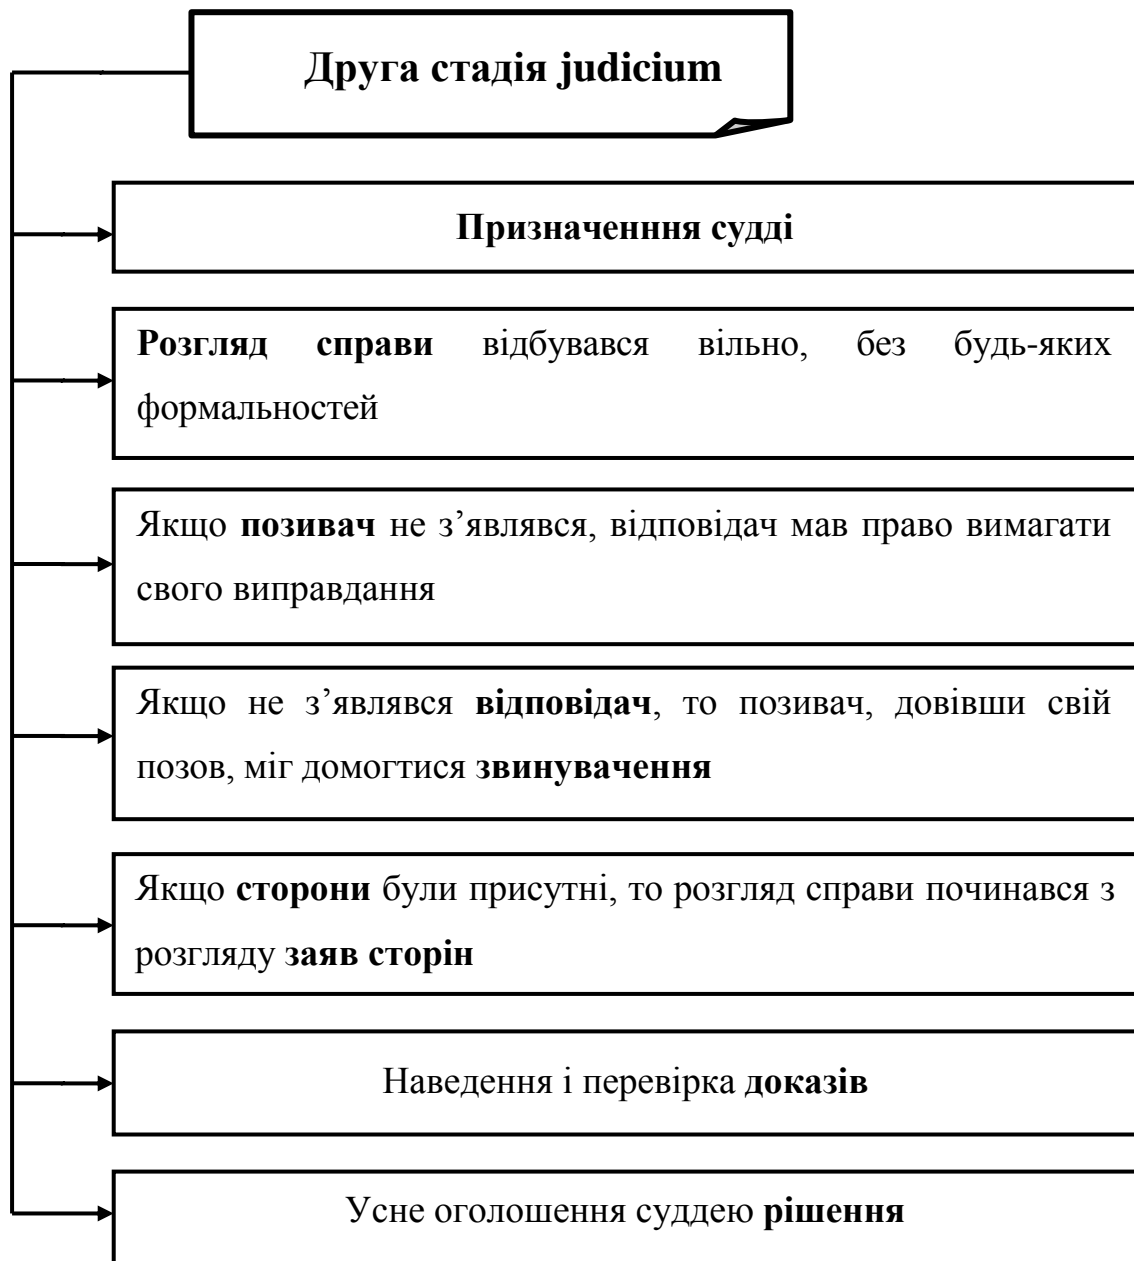 Друга стадія judicium
Призначенння судді
Розгляд справи відбувався вільно, без будь-яких
формальностей
Якщо позивач не з’являвся, відповідач мав право вимагати
свого виправдання
Якщо не з’являвся відповідач, то позивач, довівши свій
позов, міг домогтися звинувачення
Якщо сторони були присутні, то розгляд справи починався з
розгляду заяв сторін
Наведення і перевірка доказів
Усне оголошення суддею рішення